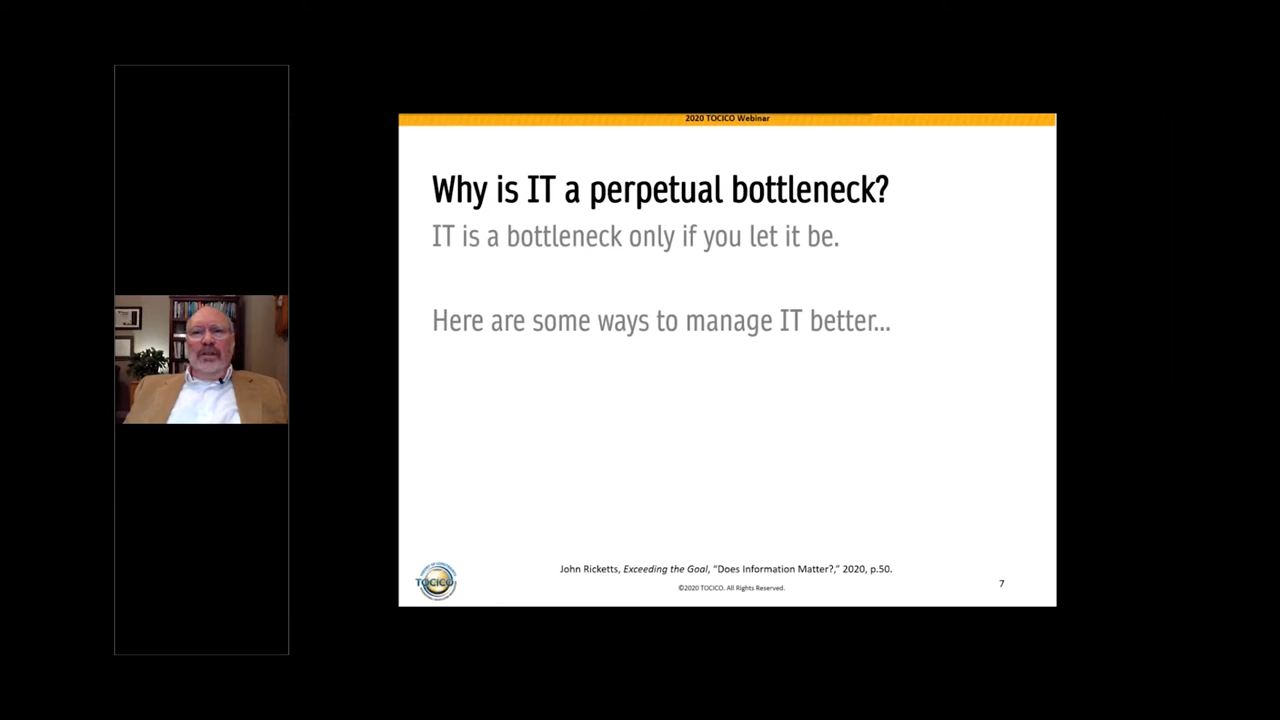 2020 TOCICO Webinar
Why is IT a perpetual bottleneck?
IT is a bottleneck only if you let it be.
Here are some ways to manage IT better...
TOCICO
John Ricketts, Exceeding the Goal, “Does Information Matter?,” 2020, p.50.
©2020 TOCICO. All Rights Reserved.
7